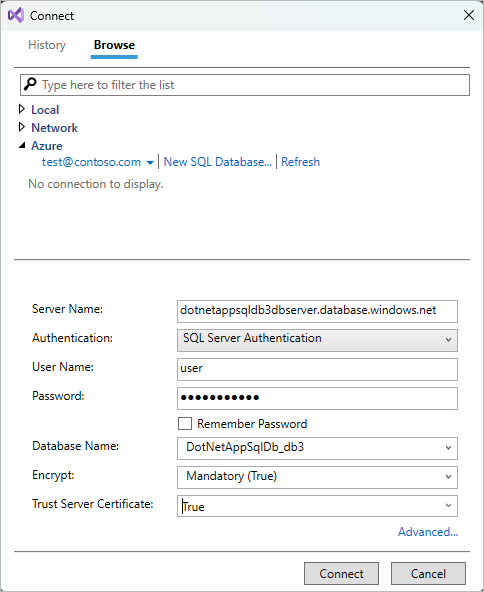 Connect
History Browse
Type here to filter the list
Local
Network
Azure
test@contoso.com New SQL Database... Refresh
No connection to display.
Server Name: dotnetappsqldb3dbserver.database.windows.net
Authentication: SQL Server Authentication
User Name: user
Password: ●●●●●●●●●●●
Remember Password
Database Name: DotNetAppSqlDb_db3
Encrypt: Mandatory (True)
Trust Server Certificate: True
Advanced...
Connect Cancel